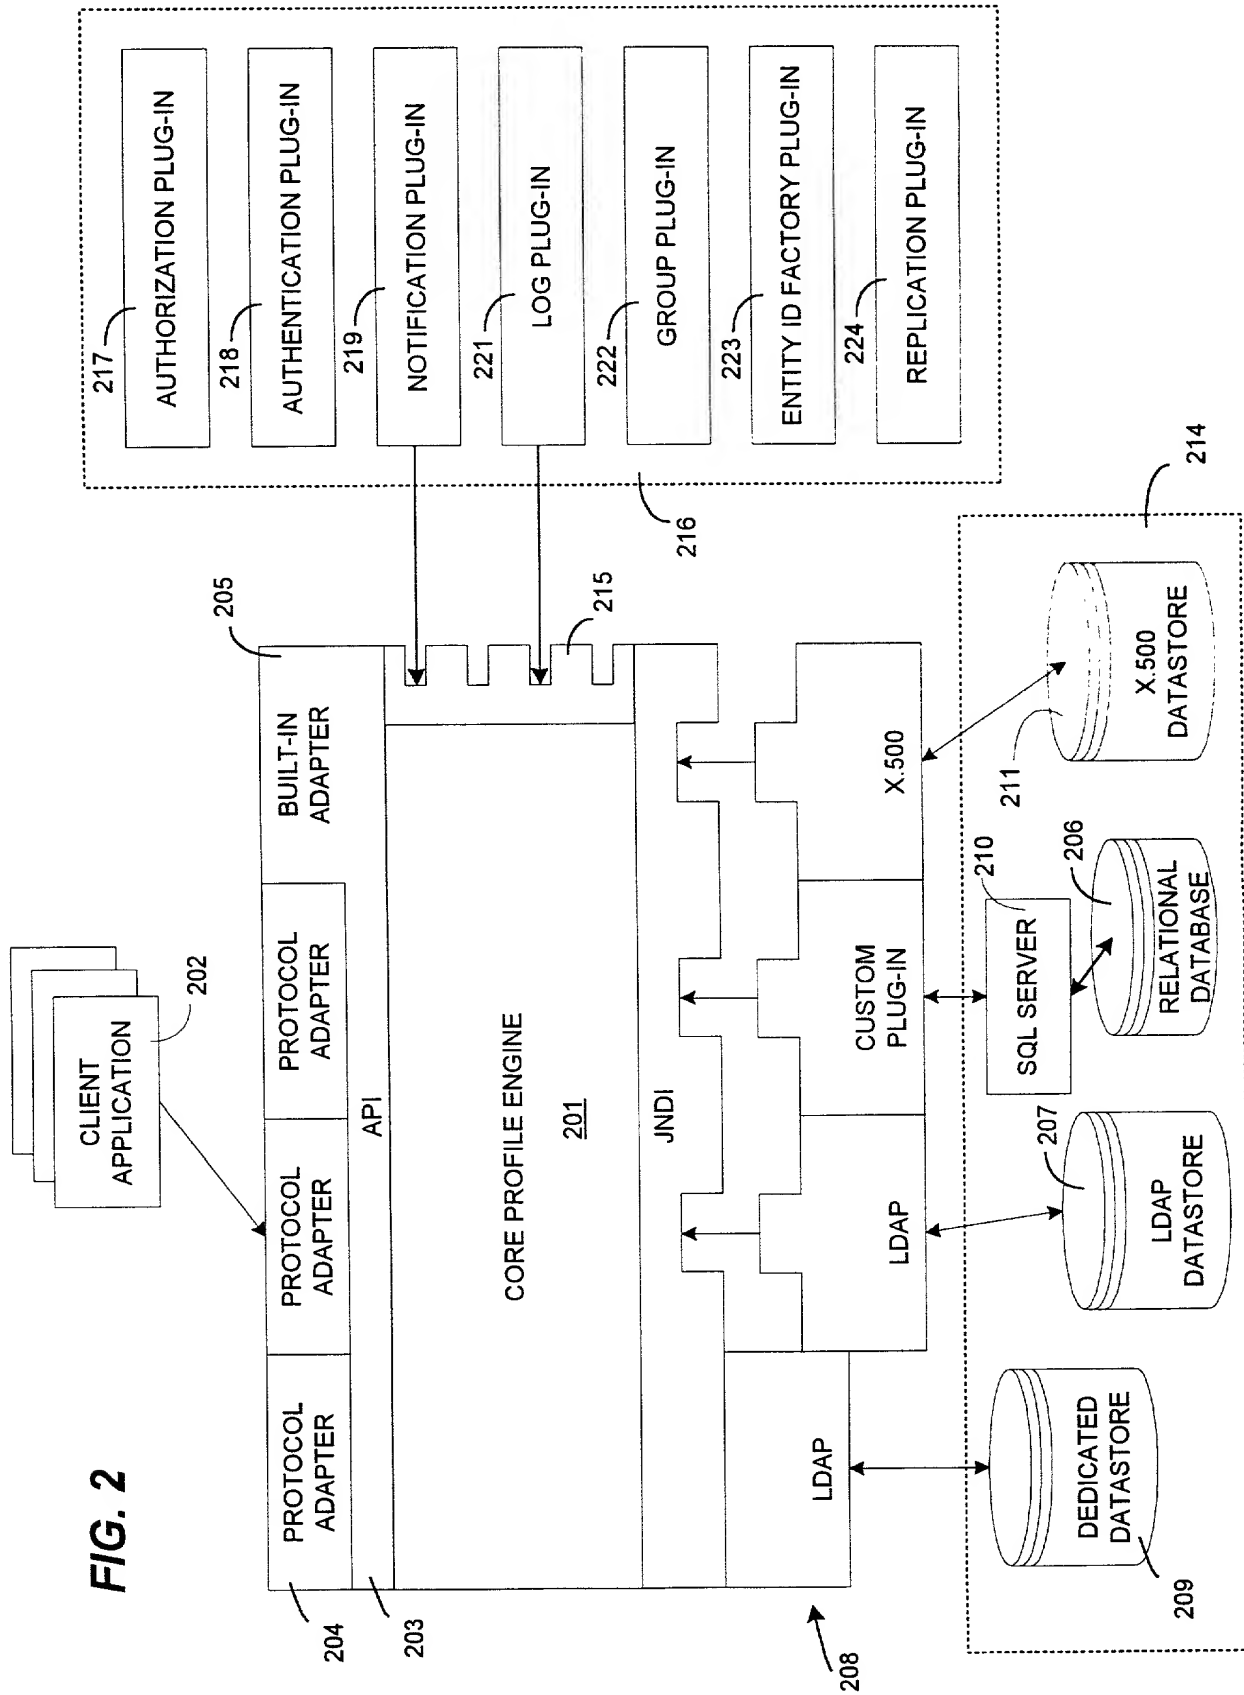 FIG. 2
CLIENT
APPLICATION
202
204
203
PROTOCOL
ADAPTER
PROTOCOL
ADAPTER
PROTOCOL
ADAPTER
BUILT-IN
ADAPTER
205
API
CORE PROFILE ENGINE
201
215
JNDI
208
LDAP
LDAP
CUSTOM
PLUG-IN
X.500
209
DEDICATED
DATASTORE
207
LDAP
DATASTORE
210
SQL SERVER
206
RELATIONAL
DATABASE
211
X.500
DATASTORE
214
216
217
AUTHORIZATION PLUG-IN
218
AUTHENTICATION PLUG-IN
219
NOTIFICATION PLUG-IN
221
LOG PLUG-IN
222
GROUP PLUG-IN
223
ENTITY ID FACTORY PLUG-IN
224
REPLICATION PLUG-IN